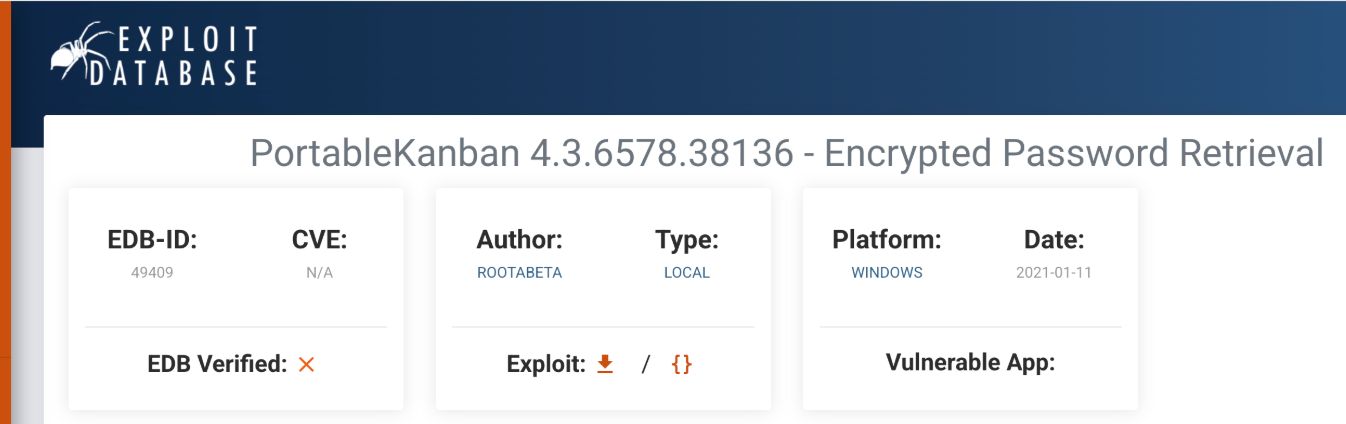 EXPLOIT
DATABASE
PortableKanban 4.3.6578.38136 - Encrypted Password Retrieval
EDB-ID: CVE:
49409 N/A
EDB Verified: ×
Author: Type:
ROOTABETA LOCAL
Exploit: / {}
Platform: Date:
WINDOWS 2021-01-11
Vulnerable App: